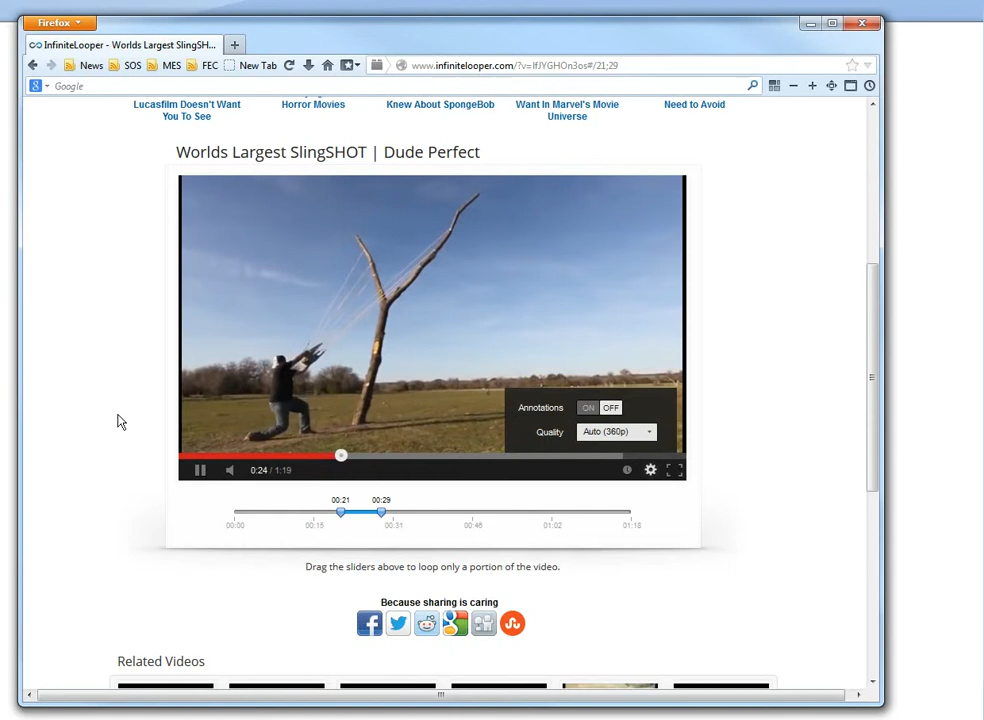 Firefox
InfiniteLooper - Worlds Largest SlingSH...
News SOS MES FEC New Tab
www.infinitelooper.com/?v=IfJYGHOn3os#/21;29
Google
Lucasfilm Doesn't Want
You To See
Horror Movies
Knew About SpongeBob
Want In Marvel's Movie
Universe
Need to Avoid
Worlds Largest SlingSHOT | Dude Perfect
Annotations ON OFF
Quality Auto (360p)
0:24 / 1:19
00:21 00:29
00:00 00:15 00:31 00:46 01:02 01:18
Drag the sliders above to loop only a portion of the video.
Because sharing is caring
Related Videos